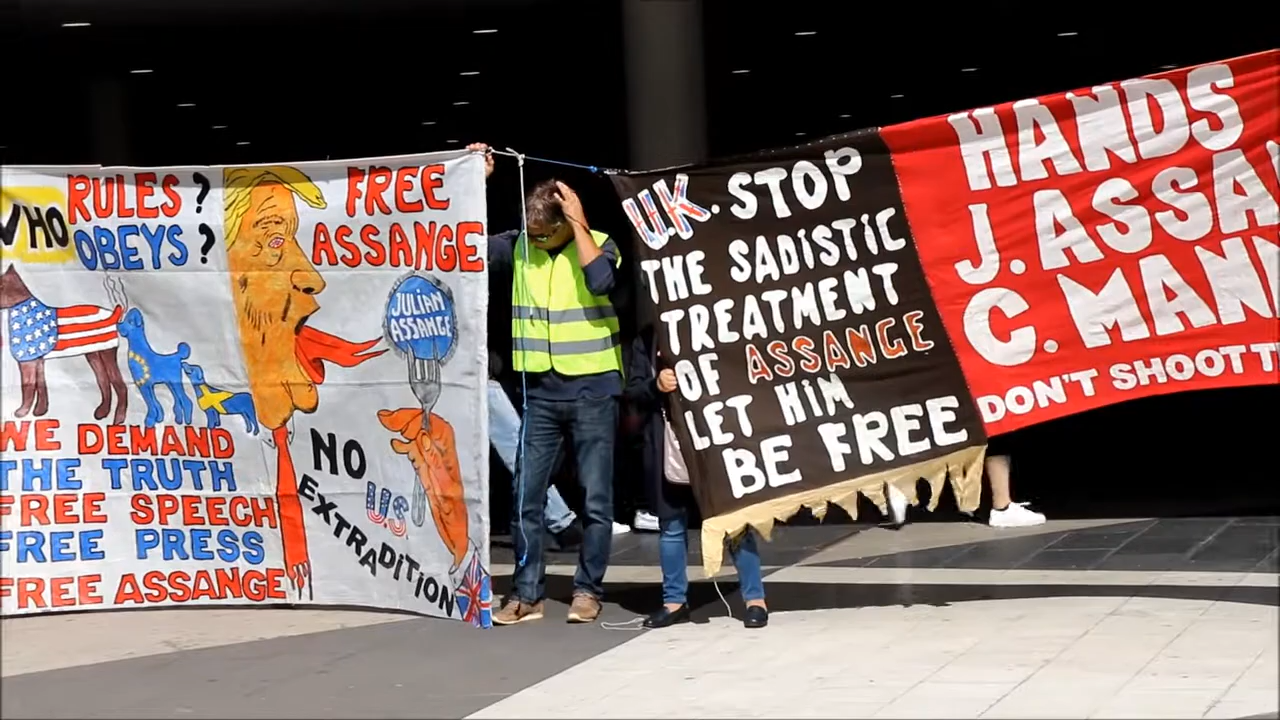 WHO RULES?
OBEYS?
FREE
ASSANGE
JULIAN
ASSANGE
WE DEMAND
THE TRUTH
FREE SPEECH
FREE PRESS
FREE ASSANGE
NO
U.S.
EXTRADITION
U.K. STOP
THE SADISTIC
TREATMENT
OF ASSANGE
LET HIM
BE FREE
HANDS
J. ASSA
C. MANN
DON'T SHOOT T